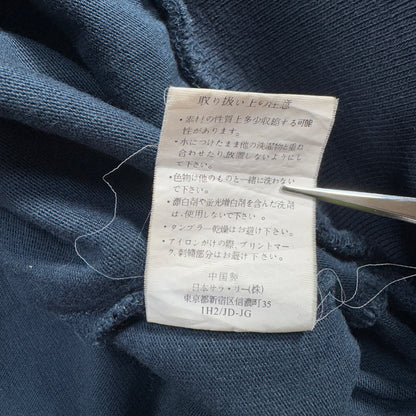 取り扱い上の注意
・素材の性質上多少収縮する可能
性があります。
・水につけたまま他の洗濯物と重ね
合わせたり、放置しないようにし
て下さい。
・色物は他のものと一緒に洗わない
で下さい。
・漂白剤や蛍光増白剤を含んだ洗剤
は、使用しないで下さい。
・タンブラー乾燥はお避け下さい。
・アイロンがけの際、プリントマー
ク、刺繍部分はお避け下さい。
中国製
日本サラ・リー(株)
東京都新宿区信濃町35
1H2/JD-JG